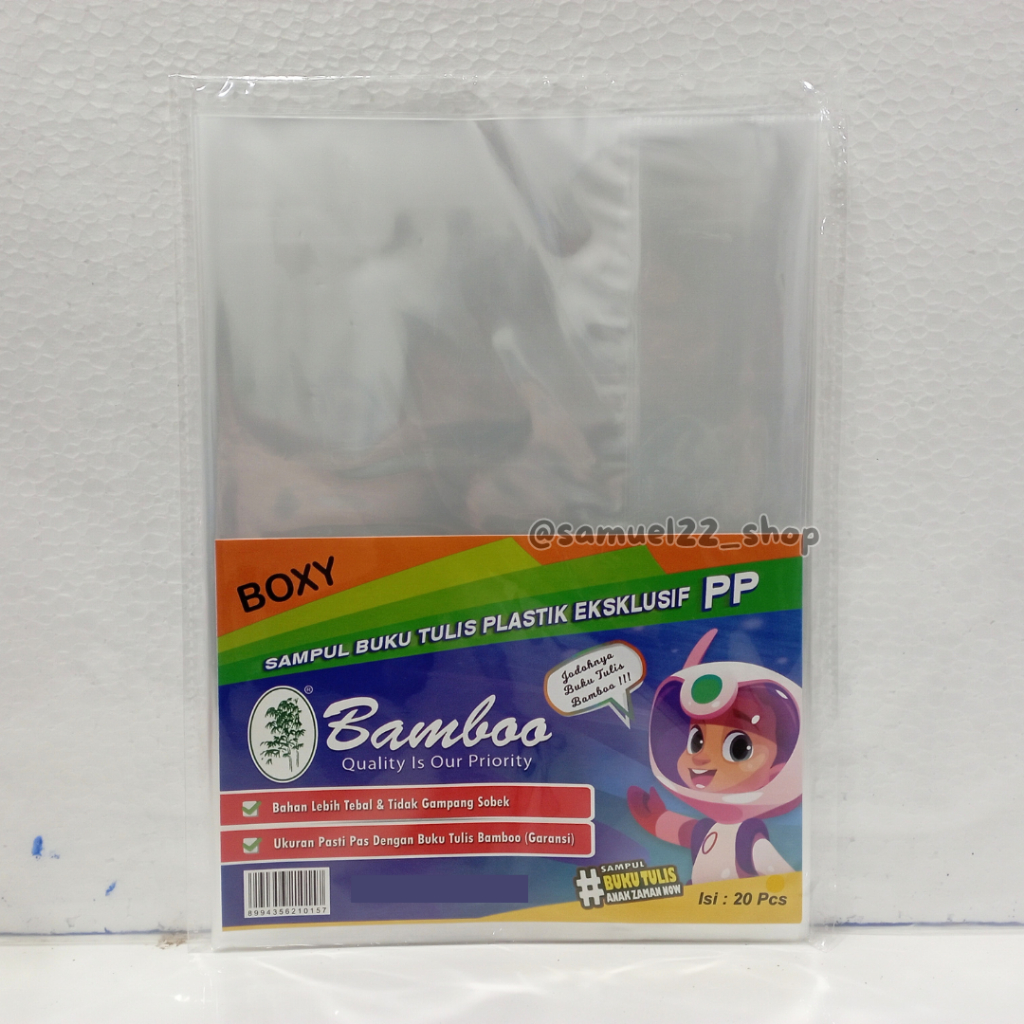 @samuel22_shop
BOXY
SAMPUL BUKU TULIS PLASTIK EKSKLUSIF PP
Jodohnya
Buku Tulis
Bamboo !!!
®
Bamboo
Quality Is Our Priority
Bahan Lebih Tebal & Tidak Gampang Sobek
Ukuran Pasti Pas Dengan Buku Tulis Bamboo (Garansi)
SAMPUL
#BUKU TULIS
ANAK ZAMAN NOW
Isi : 20 Pcs
8994356210157